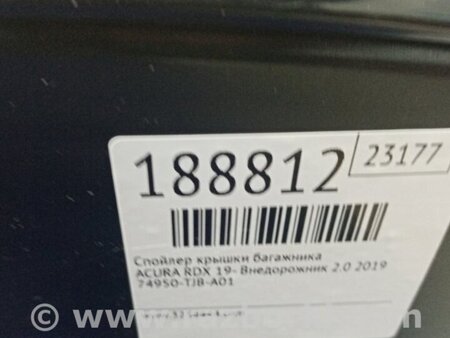 188812
23177
Спойлер крышки багажника
ACURA RDX 19- Внедорожник 2.0 2019
74950-TJB-A01